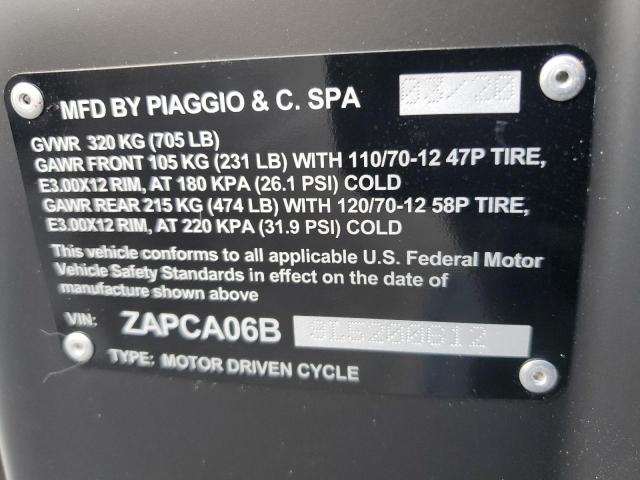 MFD BY PIAGGIO & C. SPA 03/20
GVWR 320 KG (705 LB)
GAWR FRONT 105 KG (231 LB) WITH 110/70-12 47P TIRE,
E3.00X12 RIM, AT 180 KPA (26.1 PSI) COLD
GAWR REAR 215 KG (474 LB) WITH 120/70-12 58P TIRE,
E3.00X12 RIM, AT 220 KPA (31.9 PSI) COLD
This vehicle conforms to all applicable U.S. Federal Motor
Vehicle Safety Standards in effect on the date of
manufacture shown above
VIN: ZAPCA06B 8L5200612
TYPE: MOTOR DRIVEN CYCLE